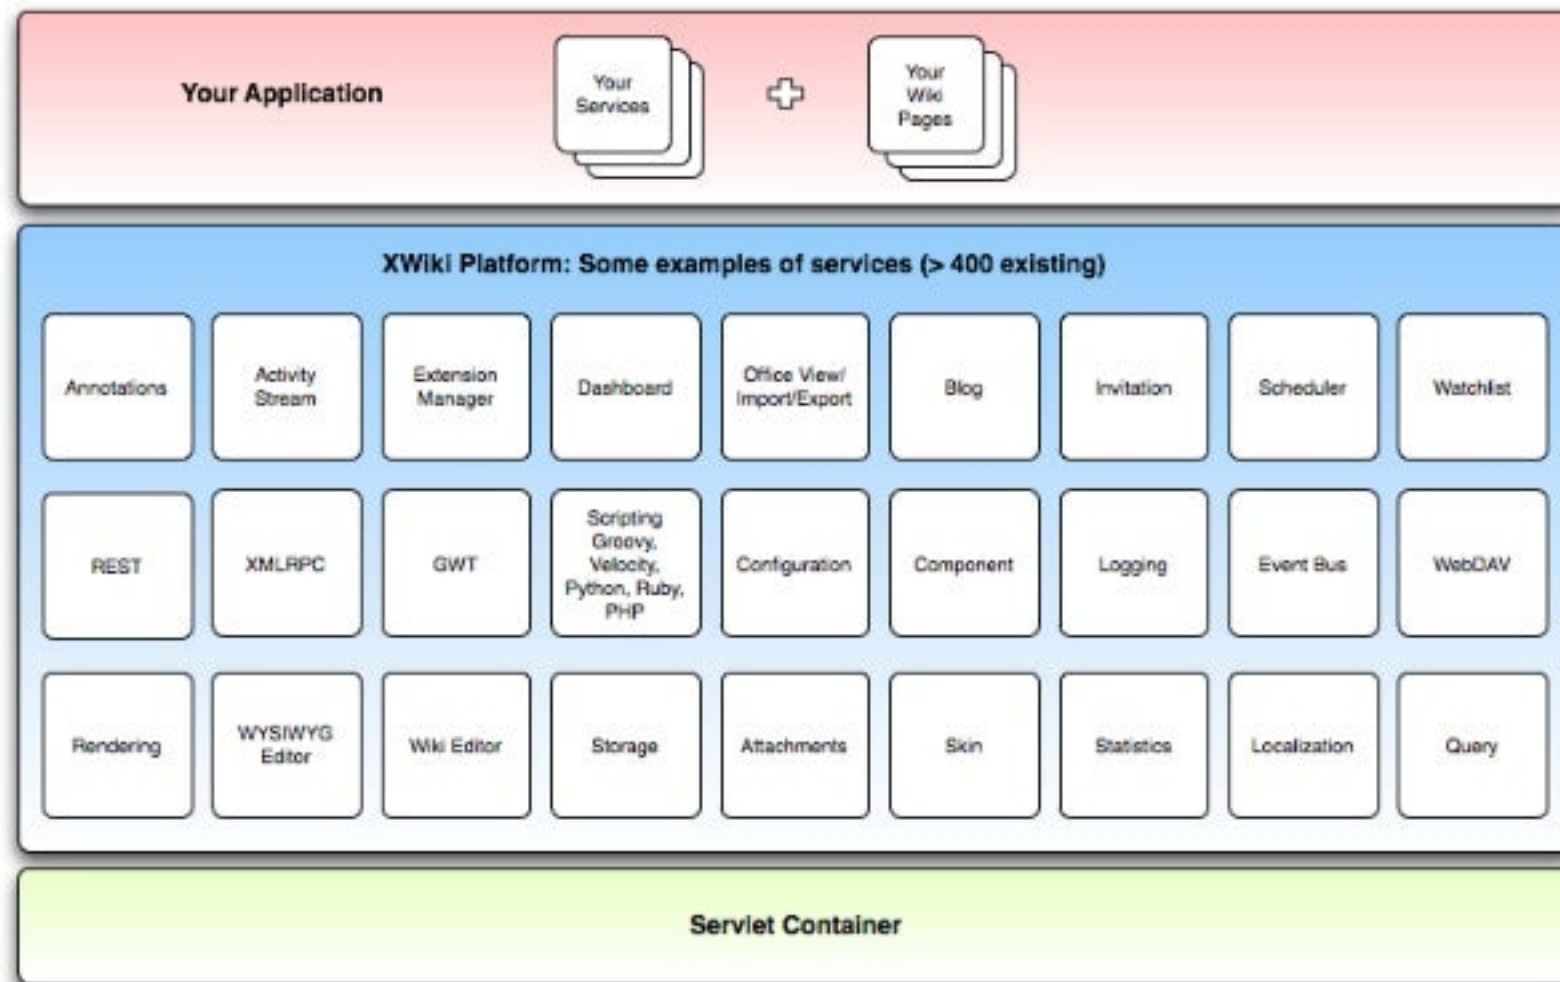 Your Application
Your
Services
Your
Wiki
Pages
XWiki Platform: Some examples of services (> 400 existing)
Annotations
Activity
Stream
Extension
Manager
Dashboard
Office View/
Import/Export
Blog
Invitation
Scheduler
Watchlist
REST
XMLRPC
GWT
Scripting
Groovy,
Velocity,
Python, Ruby,
PHP
Configuration
Component
Logging
Event Bus
WebDAV
Rendering
WYSIWYG
Editor
Wiki Editor
Storage
Attachments
Skin
Statistics
Localization
Query
Servlet Container